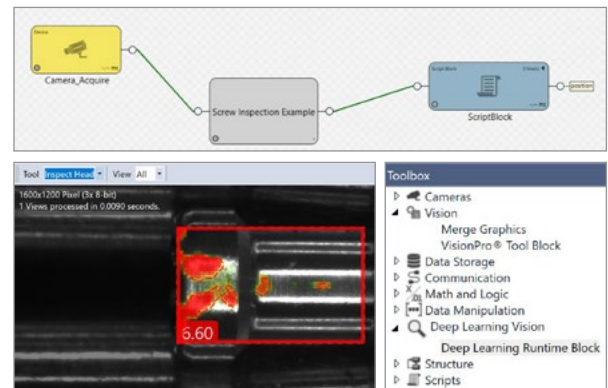 Device
Camera_Acquire
Screw Inspection Example
Script Block
ScriptBlock
position
Tool Inspect Head View All
1600x1200 Pixel (3x 8-bit)
1 Views processed in 0.0090 seconds.
6.60
Toolbox
Cameras
Vision
Merge Graphics
VisionPro® Tool Block
Data Storage
Communication
Math and Logic
Data Manipulation
Deep Learning Vision
Deep Learning Runtime Block
Structure
Scripts